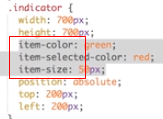 .indicator {
width: 700px;
height: 700px;
item-color: green;
item-selected-color: red;
item-size: 50px;
position: absolute;
top: 200px;
left: 200px;